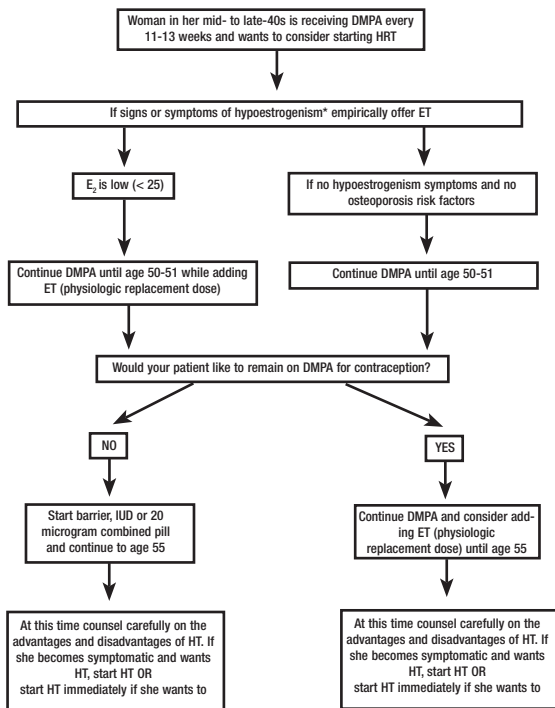 Woman in her mid- to late-40s is receiving DMPA every
11-13 weeks and wants to consider starting HRT
If signs or symptoms of hypoestrogenism* empirically offer ET
E2 is low (< 25)
If no hypoestrogenism symptoms and no
osteoporosis risk factors
Continue DMPA until age 50-51 while adding
ET (physiologic replacement dose)
Continue DMPA until age 50-51
Would your patient like to remain on DMPA for contraception?
NO
YES
Start barrier, IUD or 20
microgram combined pill
and continue to age 55
Continue DMPA and consider add-
ing ET (physiologic
replacement dose) until age 55
At this time counsel carefully on the
advantages and disadvantages of HT. If
she becomes symptomatic and wants
HT, start HT OR
start HT immediately if she wants to
At this time counsel carefully on the
advantages and disadvantages of HT. If
she becomes symptomatic and wants
HT, start HT OR
start HT immediately if she wants to